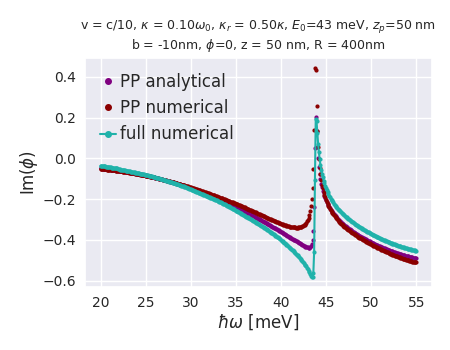 v = c/10, κ = 0.10ω₀, κᵣ = 0.50κ, E₀=43 meV, zₚ=50 nm
b = -10nm, ϕ=0, z = 50 nm, R = 400nm
PP analytical
PP numerical
full numerical
Im(ϕ)
0.4
0.2
0.0
−0.2
−0.4
−0.6
20 25 30 35 40 45 50 55
ħω [meV]